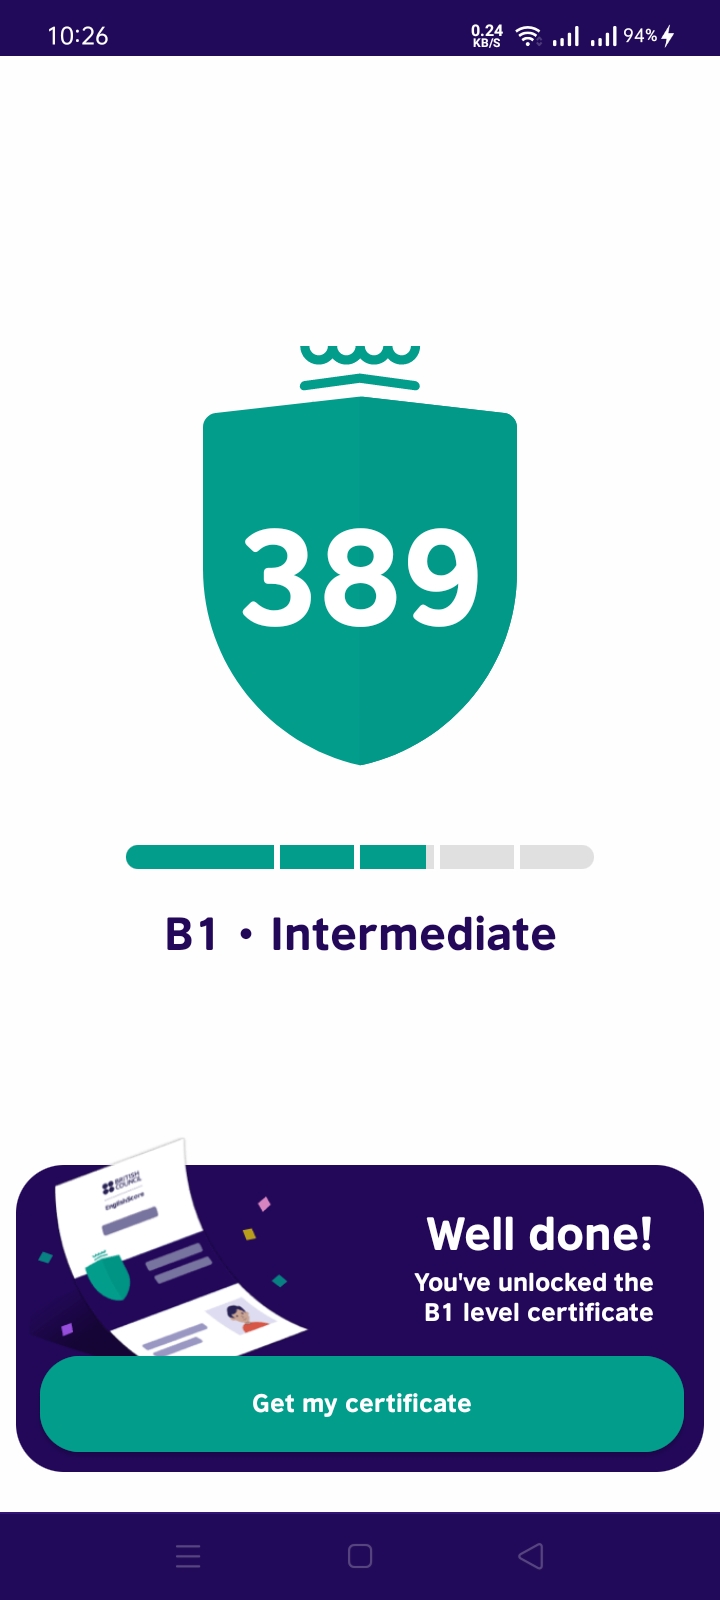 10:26
0.24
KB/S
94%
389
B1 • Intermediate
BRITISH
COUNCIL
EnglishScore
Well done!
You've unlocked the
B1 level certificate
Get my certificate